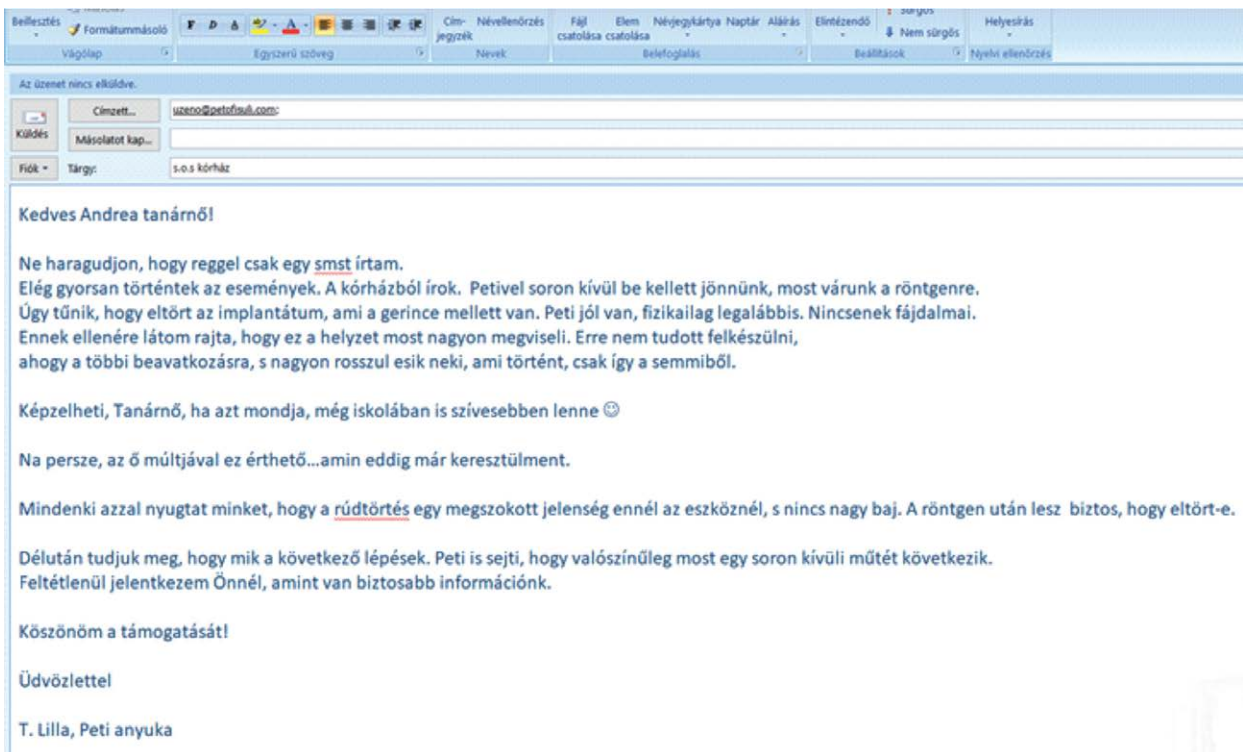 Beillesztés
Formátummásoló
F D A
Cím-
jegyzék
Névellenőrzés
Fájl
csatolása
Elem
csatolása
Névjegykártya
Naptár
Aláírás
Elintézendő
Sürgős
Nem sürgős
Helyesírás
Vágólap
Egyszerű szöveg
Nevek
Belefoglalás
Beállítások
Nyelvi ellenőrzés
Az üzenet nincs elküldve.
Küldés
Címzett...
uzeno@petofisuli.com;
Másolatot kap...
Fiók
Tárgy:
s.o.s kórház
Kedves Andrea tanárnő!
Ne haragudjon, hogy reggel csak egy smst írtam.
Elég gyorsan történtek az események. A kórházból írok. Petivel soron kívül be kellett jönnünk, most várunk a röntgenre.
Úgy tűnik, hogy eltört az implantátum, ami a gerince mellett van. Peti jól van, fizikailag legalábbis. Nincsenek fájdalmai.
Ennek ellenére látom rajta, hogy ez a helyzet most nagyon megviseli. Erre nem tudott felkészülni,
ahogy a többi beavatkozásra, s nagyon rosszul esik neki, ami történt, csak így a semmiből.
Képzelheti, Tanárnő, ha azt mondja, még iskolában is szívesebben lenne ☺
Na persze, az ő múltjával ez érthető...amin eddig már keresztülment.
Mindenki azzal nyugtat minket, hogy a rúdtörtés egy megszokott jelenség ennél az eszköznél, s nincs nagy baj. A röntgen után lesz biztos, hogy eltört-e.
Délután tudjuk meg, hogy mik a következő lépések. Peti is sejti, hogy valószínűleg most egy soron kívüli műtét következik.
Feltétlenül jelentkezem Önnél, amint van biztosabb információnk.
Köszönöm a támogatását!
Üdvözlettel
T. Lilla, Peti anyuka